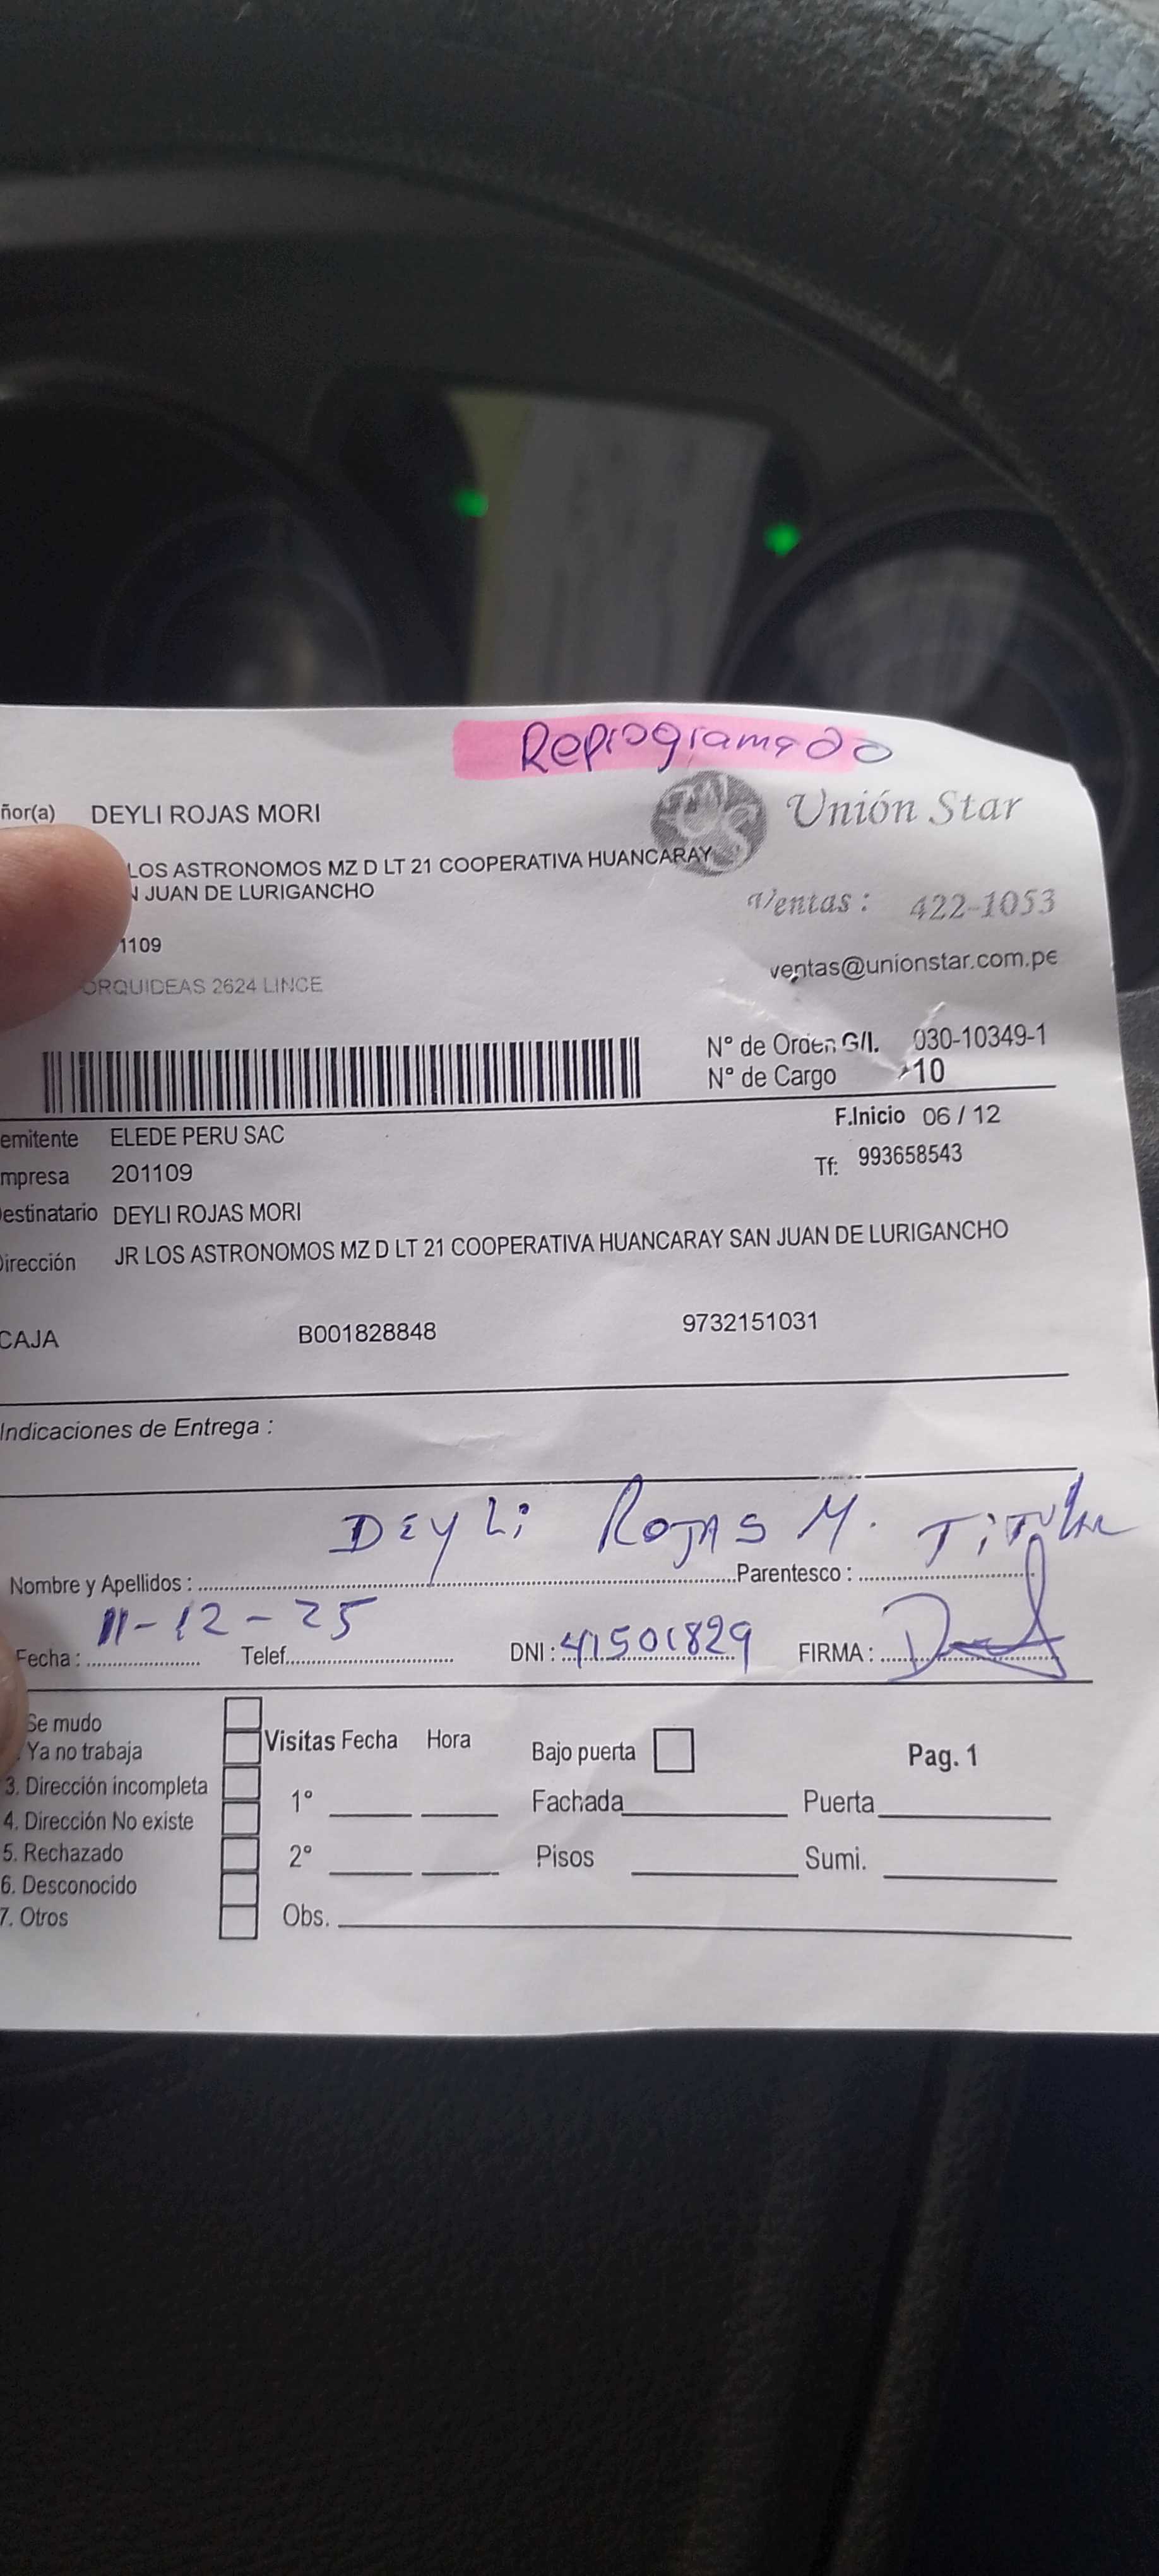 Reprogramado
ñor(a) DEYLI ROJAS MORI
Unión Star
LOS ASTRONOMOS MZ D LT 21 COOPERATIVA HUANCARAY
N JUAN DE LURIGANCHO
Ventas : 422-1053
1109
ventas@unionstar.com.pe
ORQUIDEAS 2624 LINCE
N° de Orden G/I. 030-10349-1
N° de Cargo 10
F.Inicio 06 / 12
emitente ELEDE PERU SAC
Tf: 993658543
mpresa 201109
Destinatario DEYLI ROJAS MORI
Dirección JR LOS ASTRONOMOS MZ D LT 21 COOPERATIVA HUANCARAY SAN JUAN DE LURIGANCHO
CAJA B001828848 9732151031
Indicaciones de Entrega :
Nombre y Apellidos : DEYLi ROJAS M. Parentesco : TiTular
Fecha : 11-12-25 Telef. DNI : 41501829 FIRMA :
Se mudo
Ya no trabaja
3. Dirección incompleta
4. Dirección No existe
5. Rechazado
6. Desconocido
7. Otros
Visitas Fecha Hora
1°
2°
Obs.
Bajo puerta
Fachada
Pisos
Pag. 1
Puerta
Sumi.